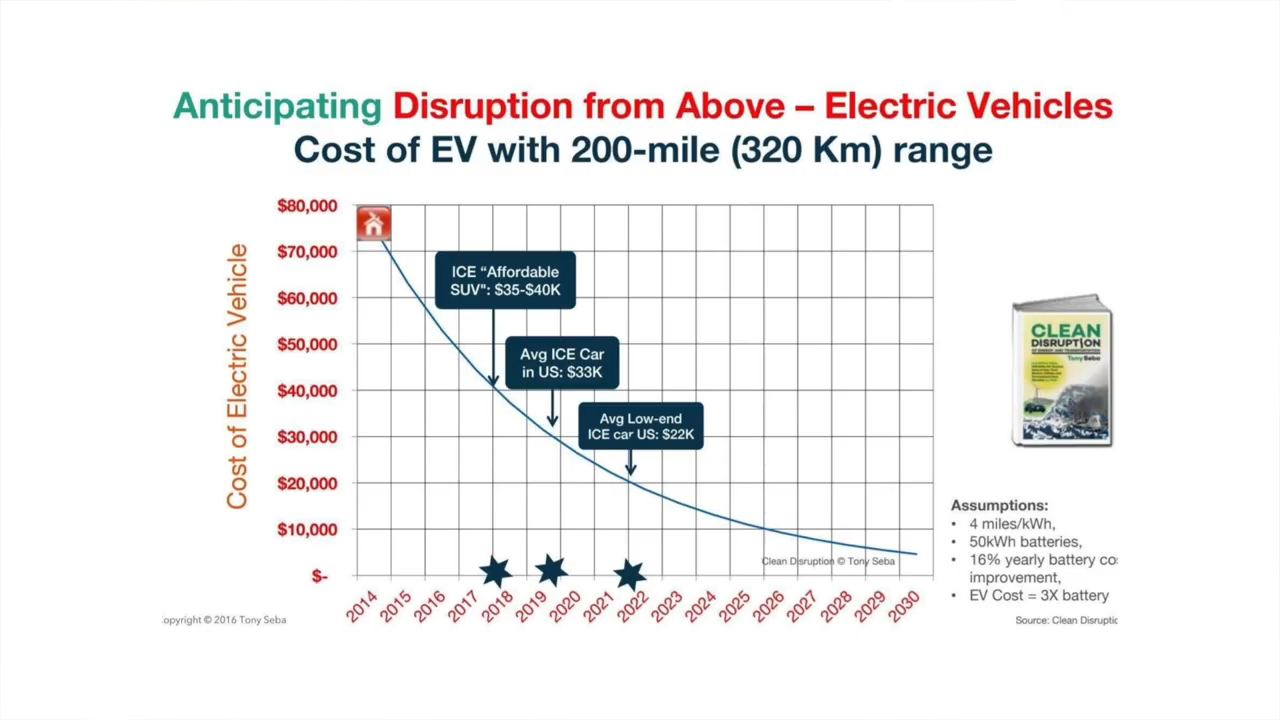 Anticipating Disruption from Above – Electric Vehicles
Cost of EV with 200-mile (320 Km) range
Cost of Electric Vehicle
$80,000
$70,000
$60,000
$50,000
$40,000
$30,000
$20,000
$10,000
$-
ICE “Affordable
SUV": $35-$40K
Avg ICE Car
in US: $33K
Avg Low-end
ICE car US: $22K
Clean Disruption © Tony Seba
2014
2015
2016
2017
2018
2019
2020
2021
2022
2023
2024
2025
2026
2027
2028
2029
2030
CLEAN
DISRUPTION
OF ENERGY AND TRANSPORTATION
Tony Seba
Assumptions:
• 4 miles/kWh,
• 50kWh batteries,
• 16% yearly battery co
improvement,
• EV Cost = 3X battery
opyright © 2016 Tony Seba
Source: Clean Disruptic